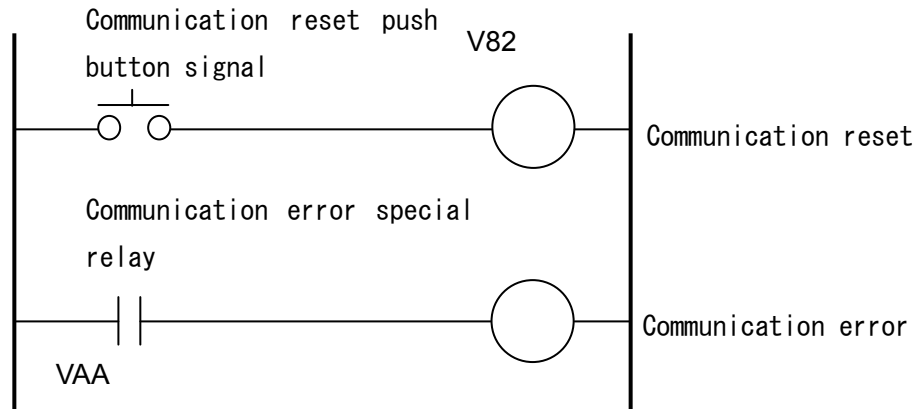 Communication reset push
button signal
V82
Communication reset
Communication error special
relay
Communication error
VAA